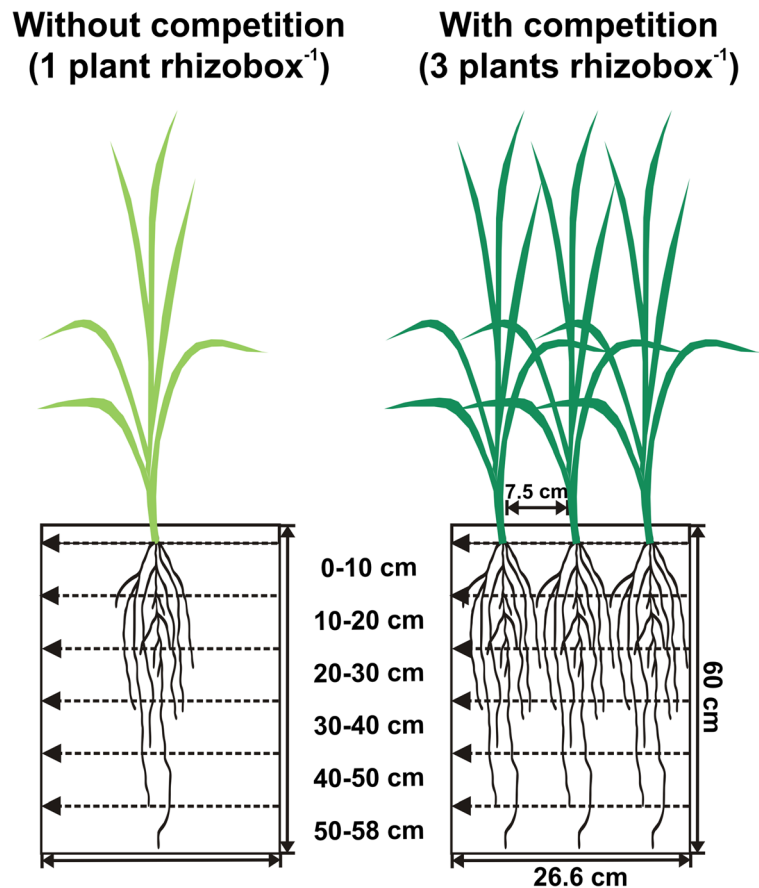 Without competition
(1 plant rhizobox⁻¹)
With competition
(3 plants rhizobox⁻¹)
7.5 cm
0-10 cm
10-20 cm
20-30 cm
30-40 cm
40-50 cm
50-58 cm
60 cm
26.6 cm